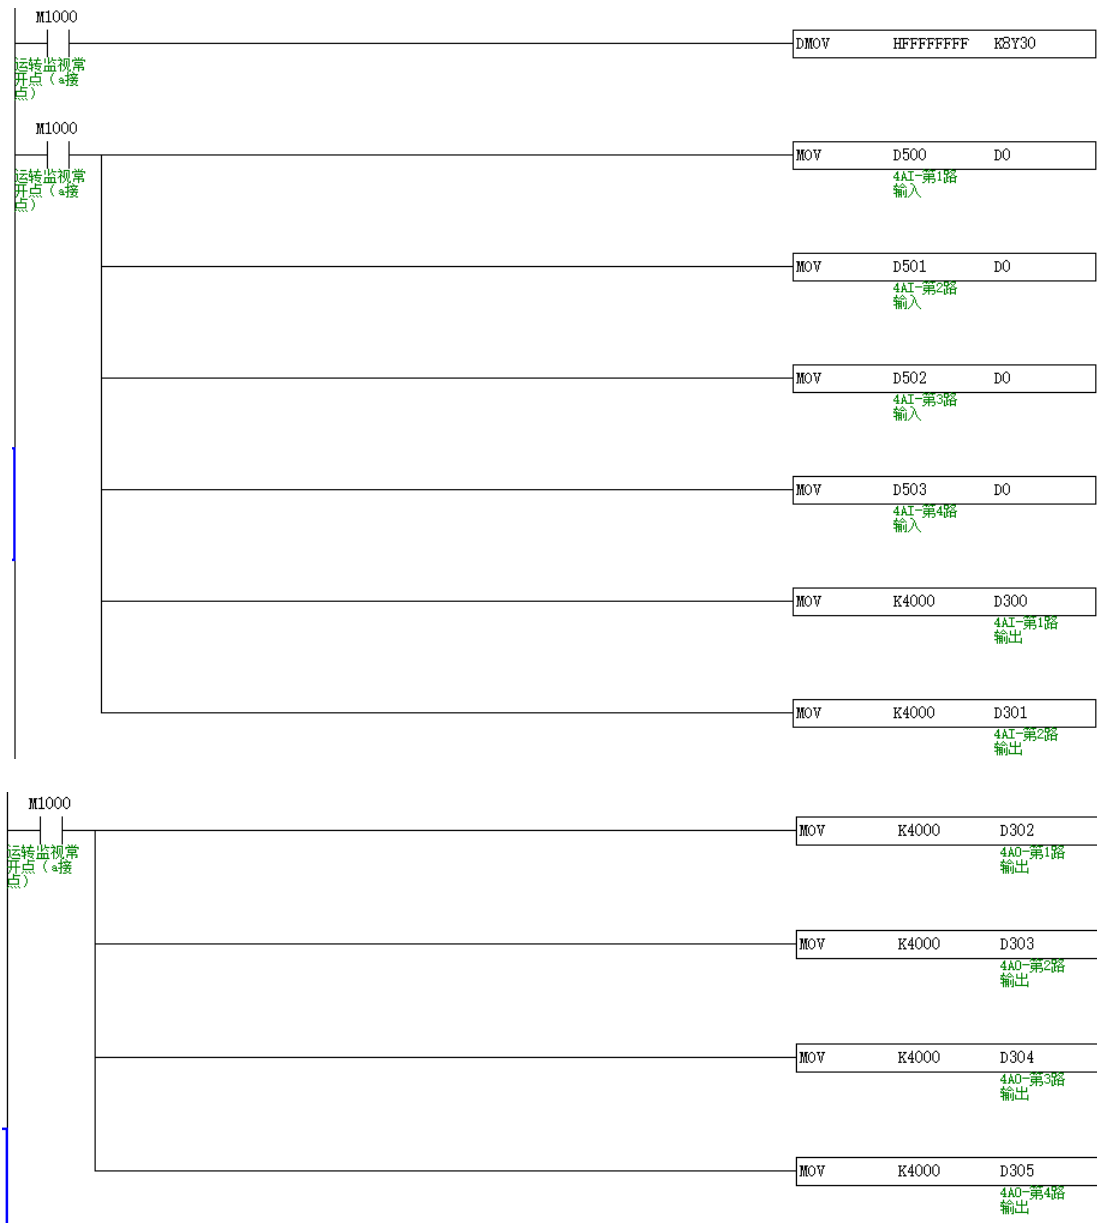 M1000
DMOV HFFFFFFFF K8Y30
运转监视常
开点（a接
点）
M1000
MOV D500 D0
运转监视常
开点（a接
点）
4AI-第1路
输入
MOV D501 D0
4AI-第2路
输入
MOV D502 D0
4AI-第3路
输入
MOV D503 D0
4AI-第4路
输入
MOV K4000 D300
4AI-第1路
输出
MOV K4000 D301
4AI-第2路
输出
M1000
MOV K4000 D302
运转监视常
开点（a接
点）
4AO-第1路
输出
MOV K4000 D303
4AO-第2路
输出
MOV K4000 D304
4AO-第3路
输出
MOV K4000 D305
4AO-第4路
输出